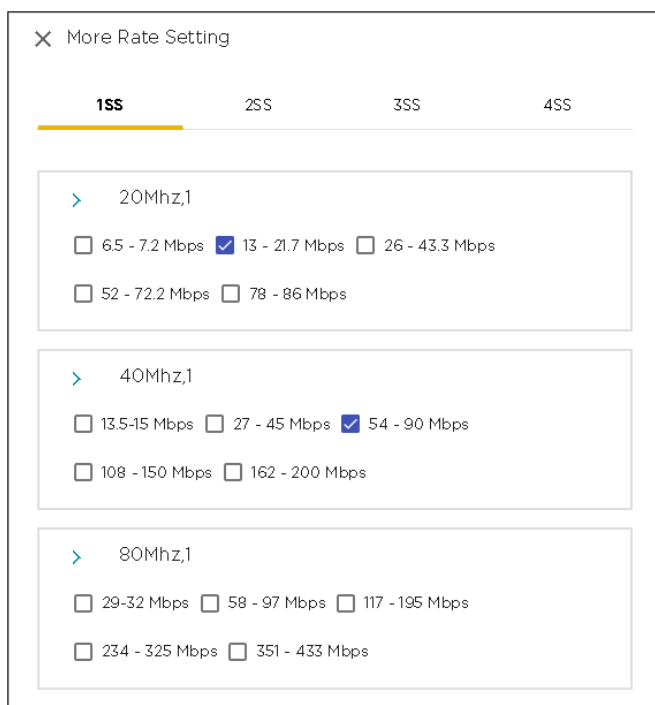 More Rate Setting
1SS 2SS 3SS 4SS
20Mhz,1
6.5 - 7.2 Mbps 13 - 21.7 Mbps 26 - 43.3 Mbps
52 - 72.2 Mbps 78 - 86 Mbps
40Mhz,1
13.5-15 Mbps 27 - 45 Mbps 54 - 90 Mbps
108 - 150 Mbps 162 - 200 Mbps
80Mhz,1
29-32 Mbps 58 - 97 Mbps 117 - 195 Mbps
234 - 325 Mbps 351 - 433 Mbps